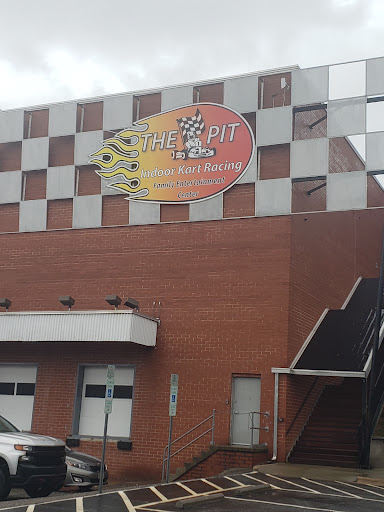 THE PIT
Indoor Kart Racing
Family Entertainment
Center